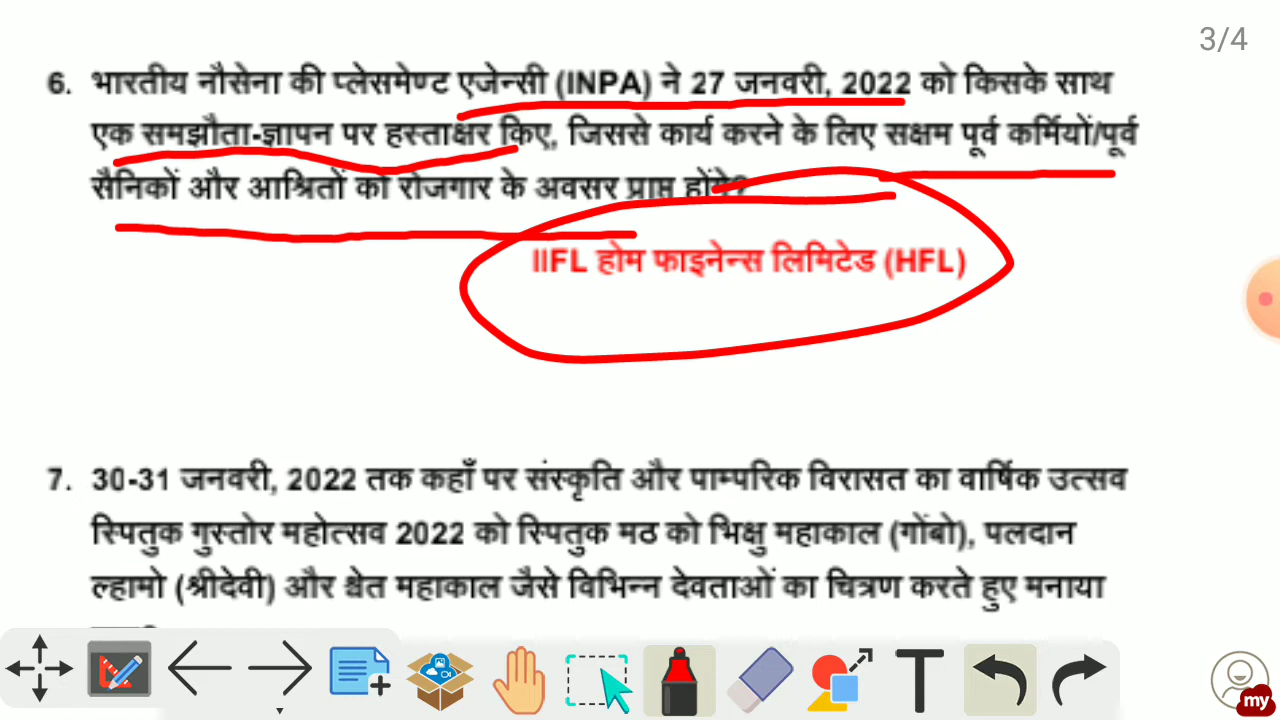 3/4
6. भारतीय नौसेना की प्लेसमेण्ट एजेन्सी (INPA) ने 27 जनवरी, 2022 को किसके साथ
एक समझौता-ज्ञापन पर हस्ताक्षर किए, जिससे कार्य करने के लिए सक्षम पूर्व कर्मियों/पूर्व
सैनिकों और आश्रितों को रोजगार के अवसर प्राप्त होंगे?
IIFL होम फाइनेन्स लिमिटेड (HFL)
7. 30-31 जनवरी, 2022 तक कहाँ पर संस्कृति और पाम्परिक विरासत का वार्षिक उत्सव
स्पितुक गुस्तोर महोत्सव 2022 को स्पितुक मठ को भिक्षु महाकाल (गोंबो), पलदान
ल्हामो (श्रीदेवी) और श्वेत महाकाल जैसे विभिन्न देवताओं का चित्रण करते हुए मनाया
T
my